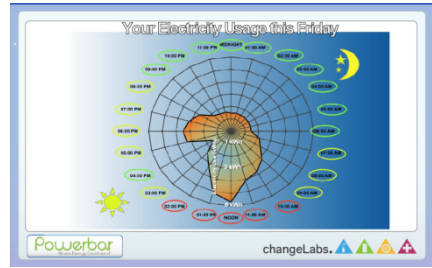 Your Electricity Usage this Friday
11:00 PM MIDNIGHT 01:00 AM
10:00 PM 02:00 AM
09:00 PM 03:00 AM
08:00 PM 04:00 AM
07:00 PM 05:00 AM
06:00 PM 06:00 AM
05:00 PM 07:00 AM
04:00 PM 08:00 AM
03:00 PM 09:00 AM
02:00 PM 10:00 AM
01:00 PM NOON 11:00 AM
Powerbar
Home Energy Dashboard
changeLabs.